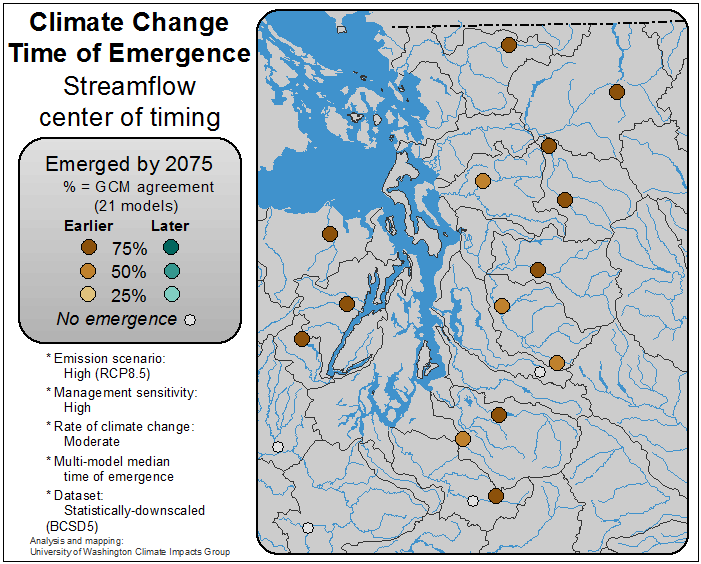 Climate Change
Time of Emergence
Streamflow
center of timing
Emerged by 2075
% = GCM agreement
(21 models)
Earlier Later
75%
50%
25%
No emergence
* Emission scenario:
High (RCP8.5)
* Management sensitivity:
High
* Rate of climate change:
Moderate
* Multi-model median
time of emergence
* Dataset:
Statistically-downscaled
(BCSD5)
Analysis and mapping:
University of Washington Climate Impacts Group